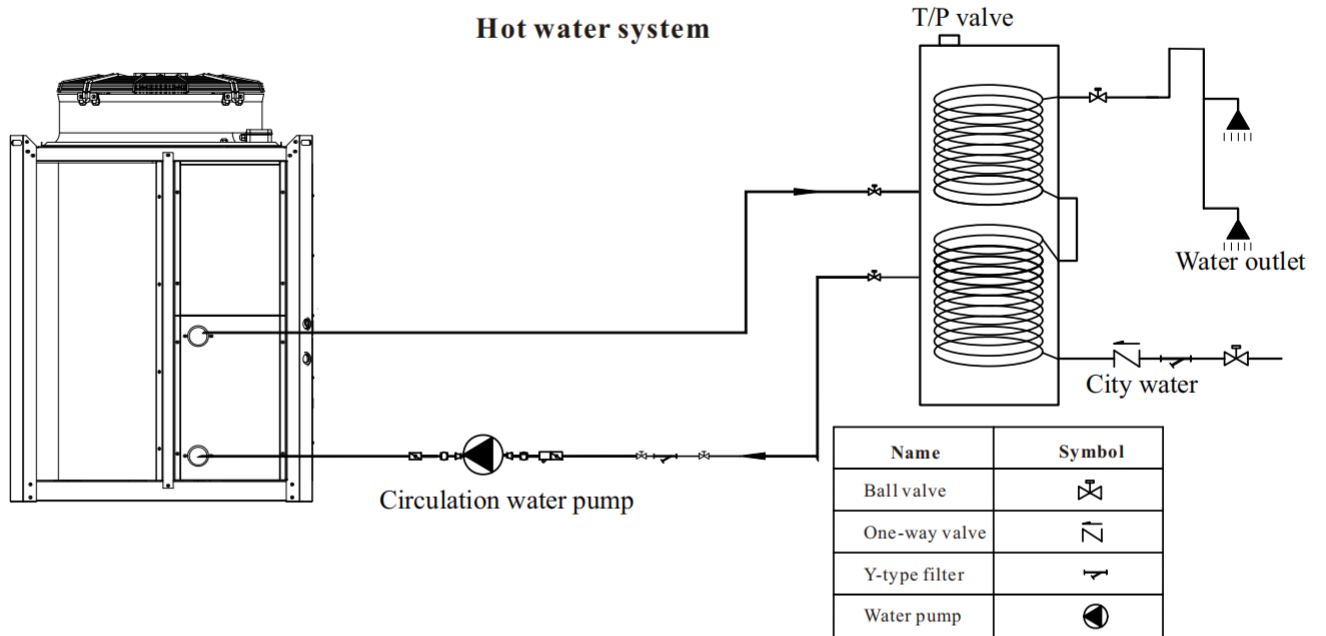 Hot water system
T/P valve
Water outlet
City water
Circulation water pump
Name Symbol
Ball valve
One-way valve
Y-type filter
Water pump